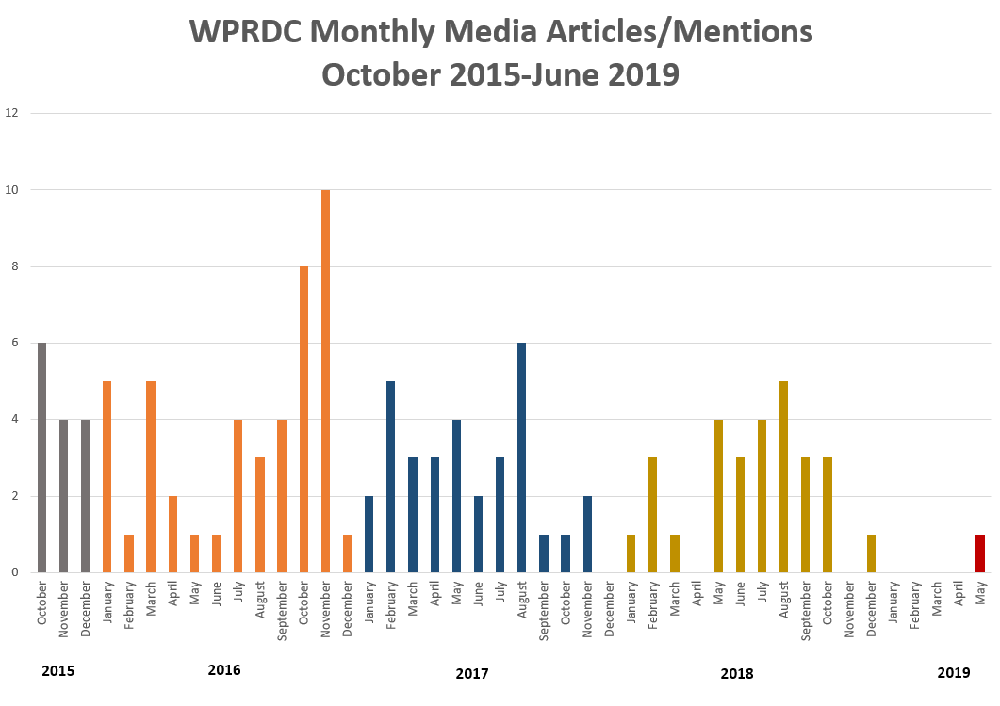 WPRDC Monthly Media Articles/Mentions
October 2015-June 2019
12
10
8
6
4
2
0
October
November
December
January
February
March
April
May
June
July
August
September
October
November
December
January
February
March
April
May
June
July
August
September
October
November
December
January
February
March
April
May
June
July
August
September
October
November
December
January
February
March
April
May
2015
2016
2017
2018
2019